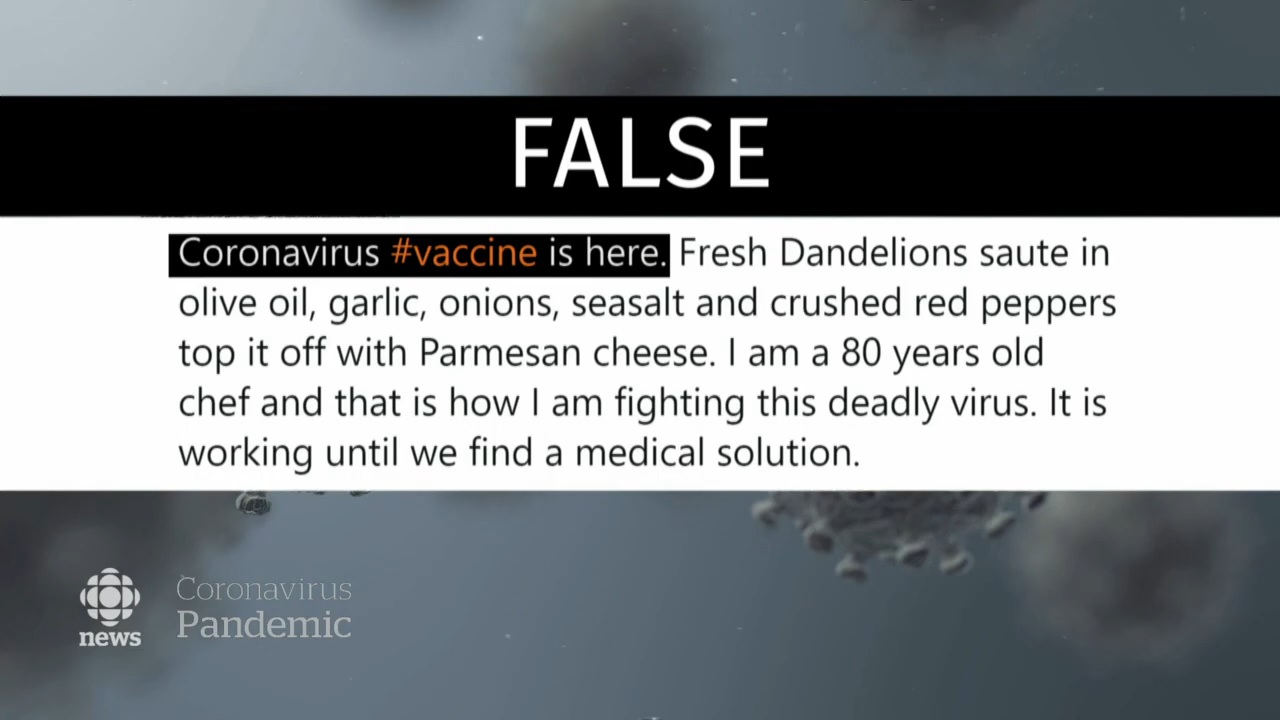 FALSE
Coronavirus #vaccine is here. Fresh Dandelions saute in
olive oil, garlic, onions, seasalt and crushed red peppers
top it off with Parmesan cheese. I am a 80 years old
chef and that is how I am fighting this deadly virus. It is
working until we find a medical solution.
news
Coronavirus
Pandemic